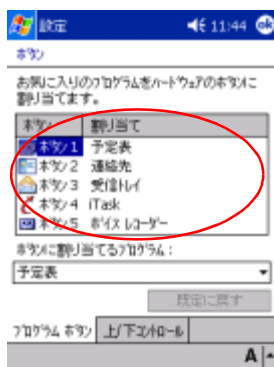 設定 11:44 ok
ボタン
お気に入りのプログラムをハードウェアのボタンに
割り当てます。
ボタン 割り当て
ボタン 1 予定表
ボタン 2 連絡先
ボタン 3 受信トレイ
ボタン 4 iTask
ボタン 5 ボイス レコーダー
ボタンに割り当てるプログラム:
予定表
既定に戻す
プログラム ボタン 上/下コントロール
A